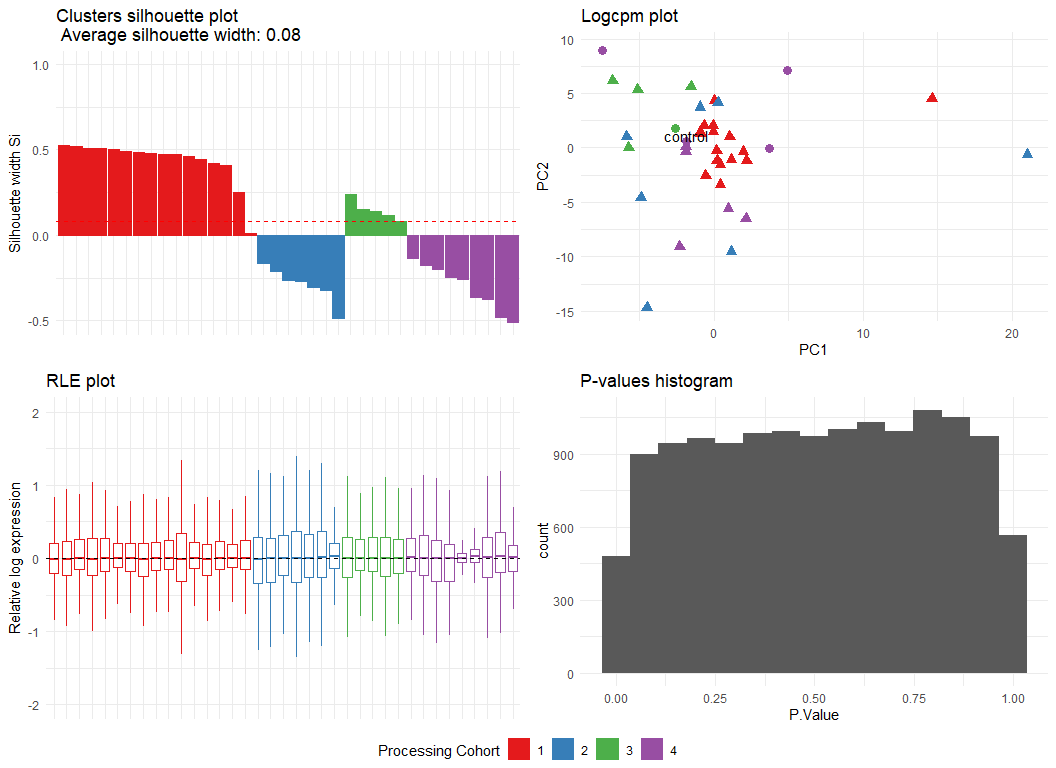 Clusters silhouette plot
Average silhouette width: 0.08
1.0
0.5
0.0
-0.5
Silhouette width Si
Logcpm plot
10
5
0
-5
-10
-15
PC2
control
0
10
20
PC1
RLE plot
2
1
0
-1
-2
Relative log expression
P-values histogram
900
600
300
0
count
0.00
0.25
0.50
0.75
1.00
P.Value
Processing Cohort 1 2 3 4